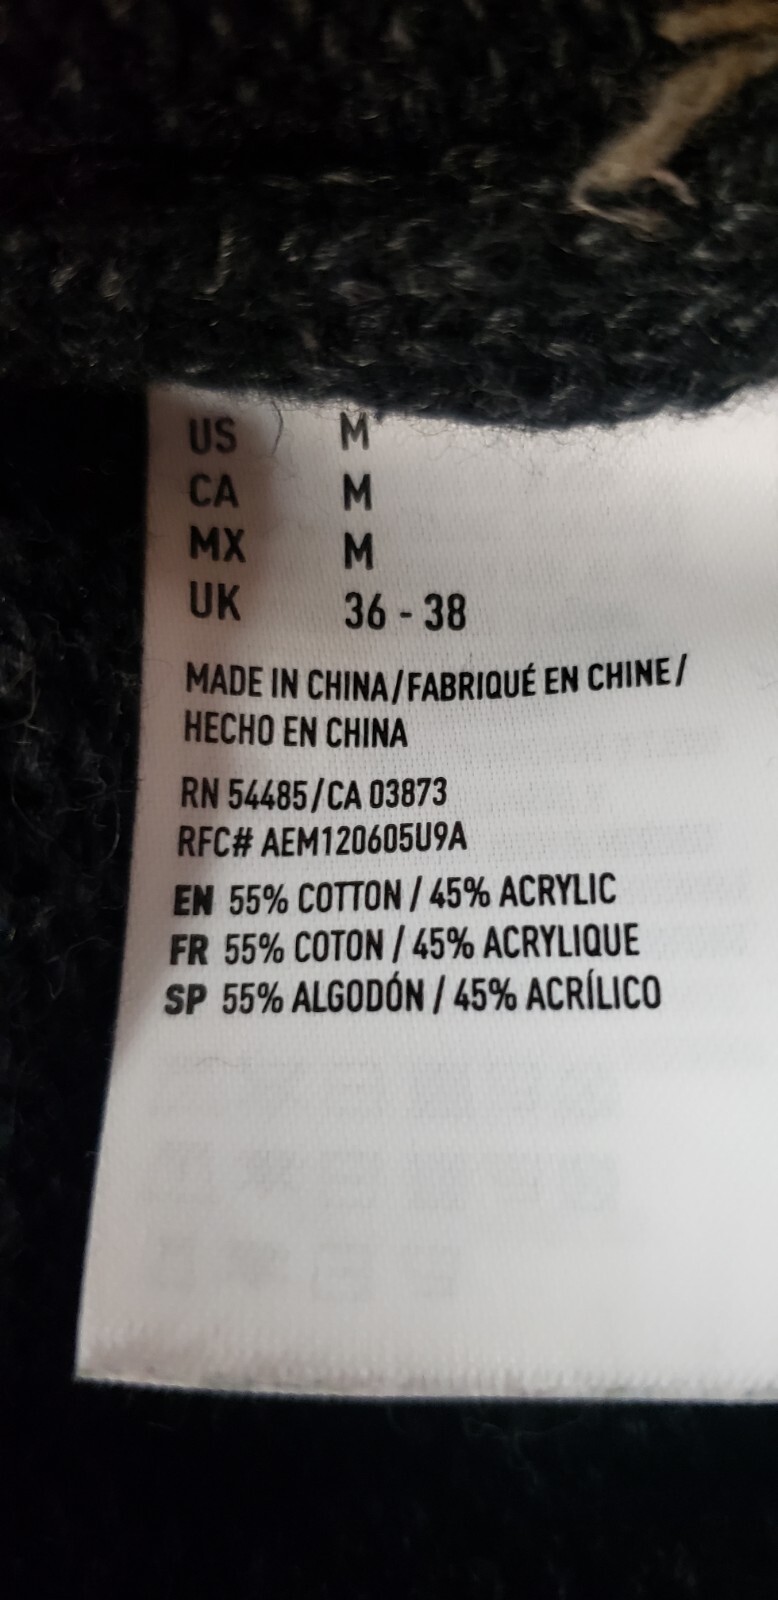 US M
CA M
MX M
UK 36 - 38
MADE IN CHINA/FABRIQUÉ EN CHINE/
HECHO EN CHINA
RN 54485/CA 03873
RFC# AEM120605U9A
EN 55% COTTON / 45% ACRYLIC
FR 55% COTON / 45% ACRYLIQUE
SP 55% ALGODÓN / 45% ACRÍLICO